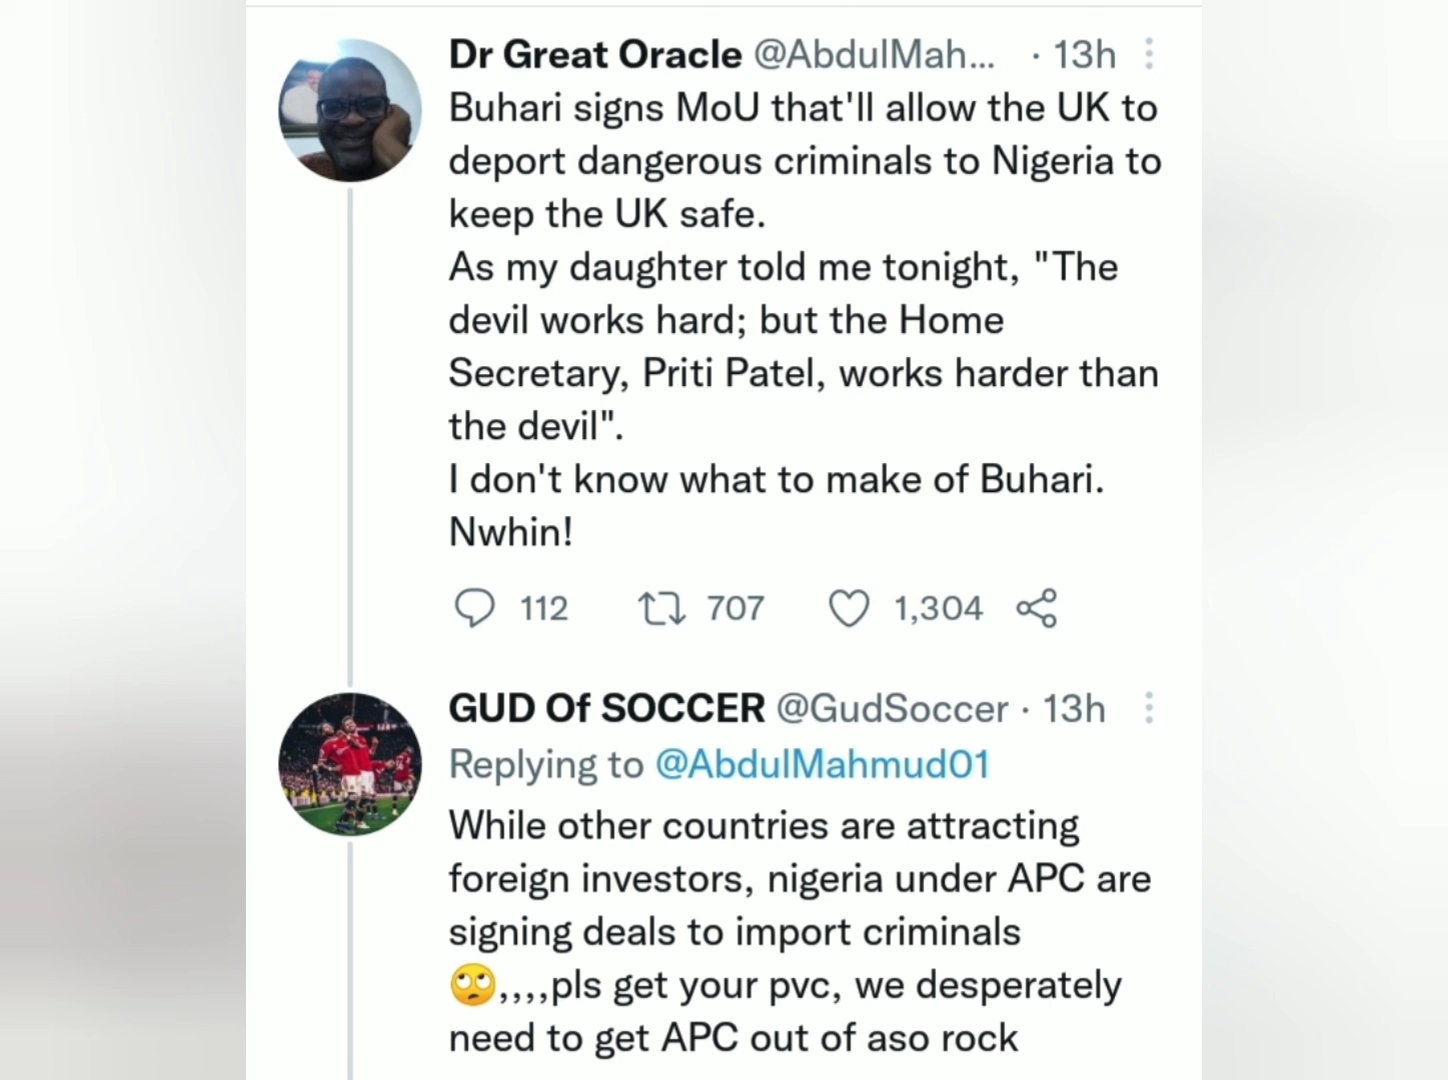 Dr Great Oracle @AbdulMah... · 13h
Buhari signs MoU that'll allow the UK to
deport dangerous criminals to Nigeria to
keep the UK safe.
As my daughter told me tonight, "The
devil works hard; but the Home
Secretary, Priti Patel, works harder than
the devil".
I don't know what to make of Buhari.
Nwhin!
112 707 1,304
GUD Of SOCCER @GudSoccer · 13h
Replying to @AbdulMahmud01
While other countries are attracting
foreign investors, nigeria under APC are
signing deals to import criminals
🙄,,,,pls get your pvc, we desperately
need to get APC out of aso rock